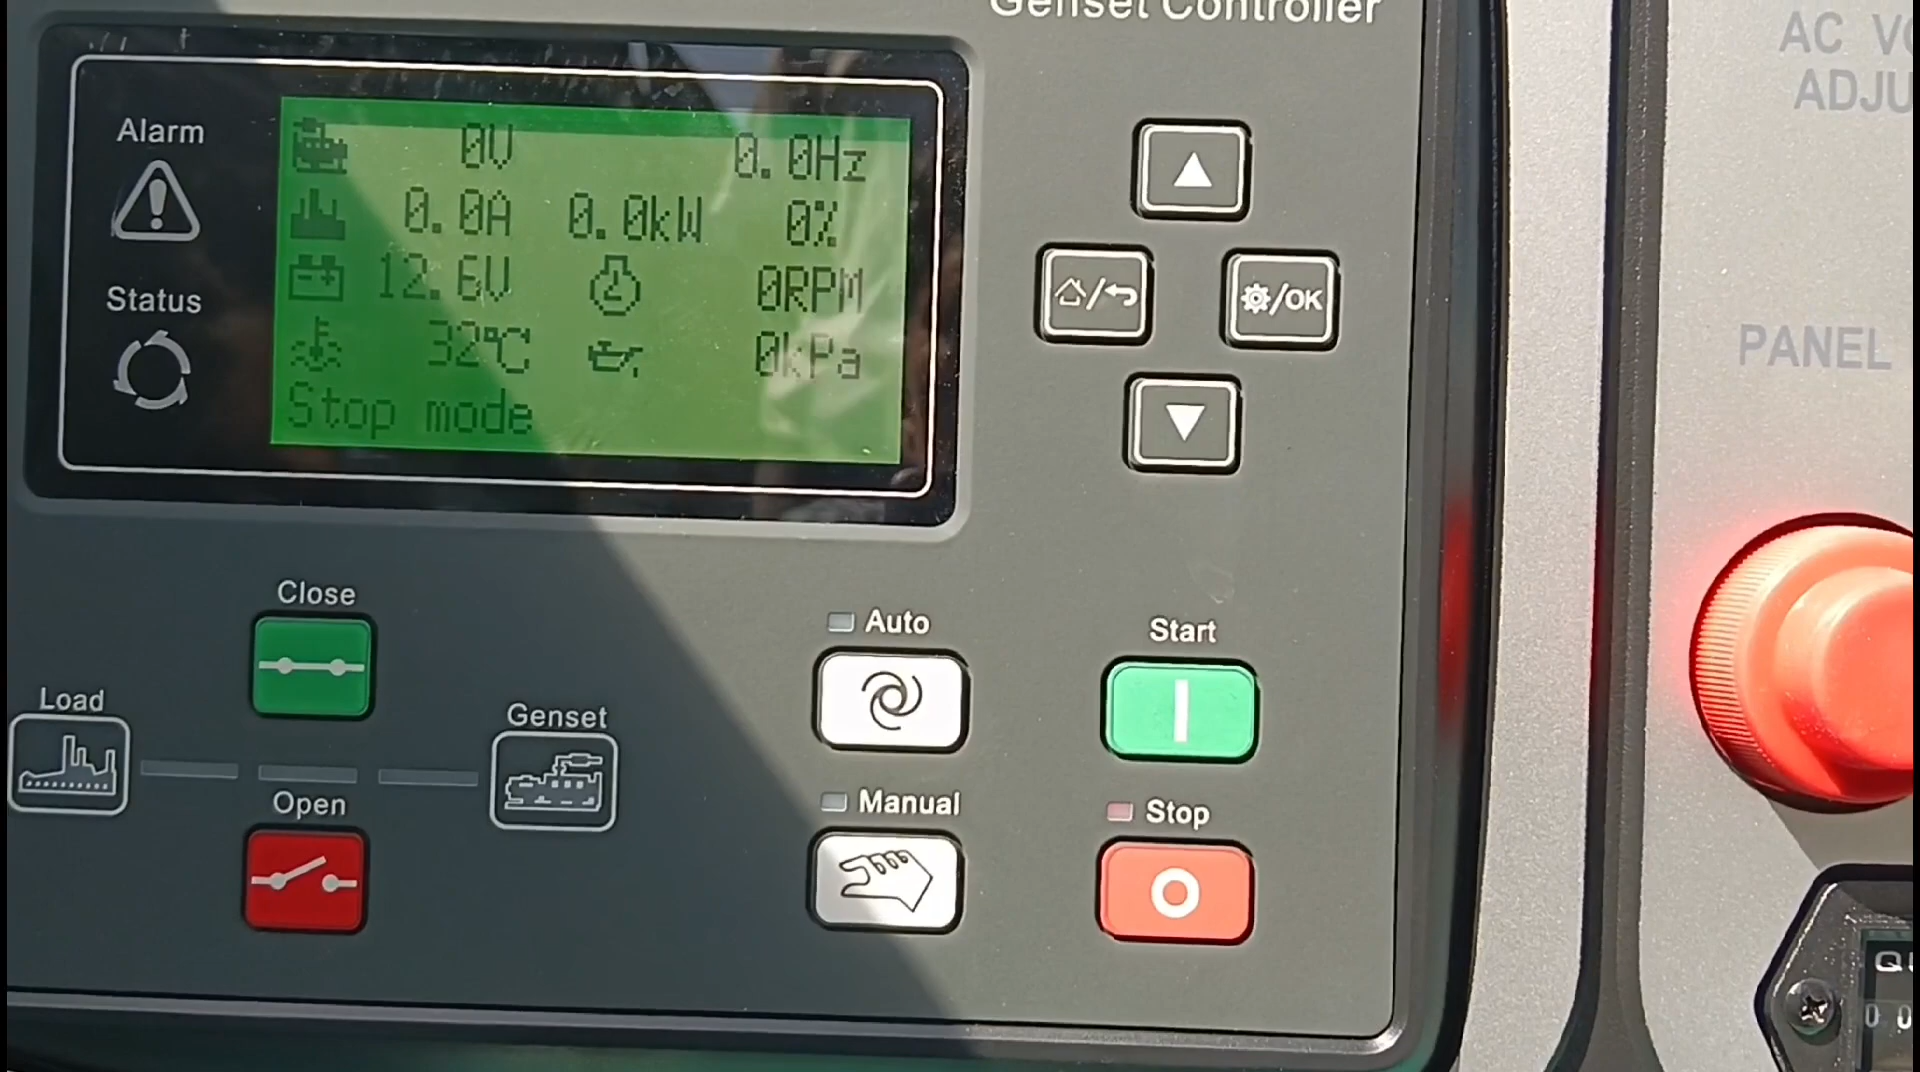 Genset Controller
AC
ADJU
Alarm
0V 0.0Hz
0.0A 0.0kW 0%
12.6V 0RPM
Status
32℃ 0kPa
Stop mode
/OK
PANEL
Close
Auto
Start
Load
Genset
Open
Manual
Stop